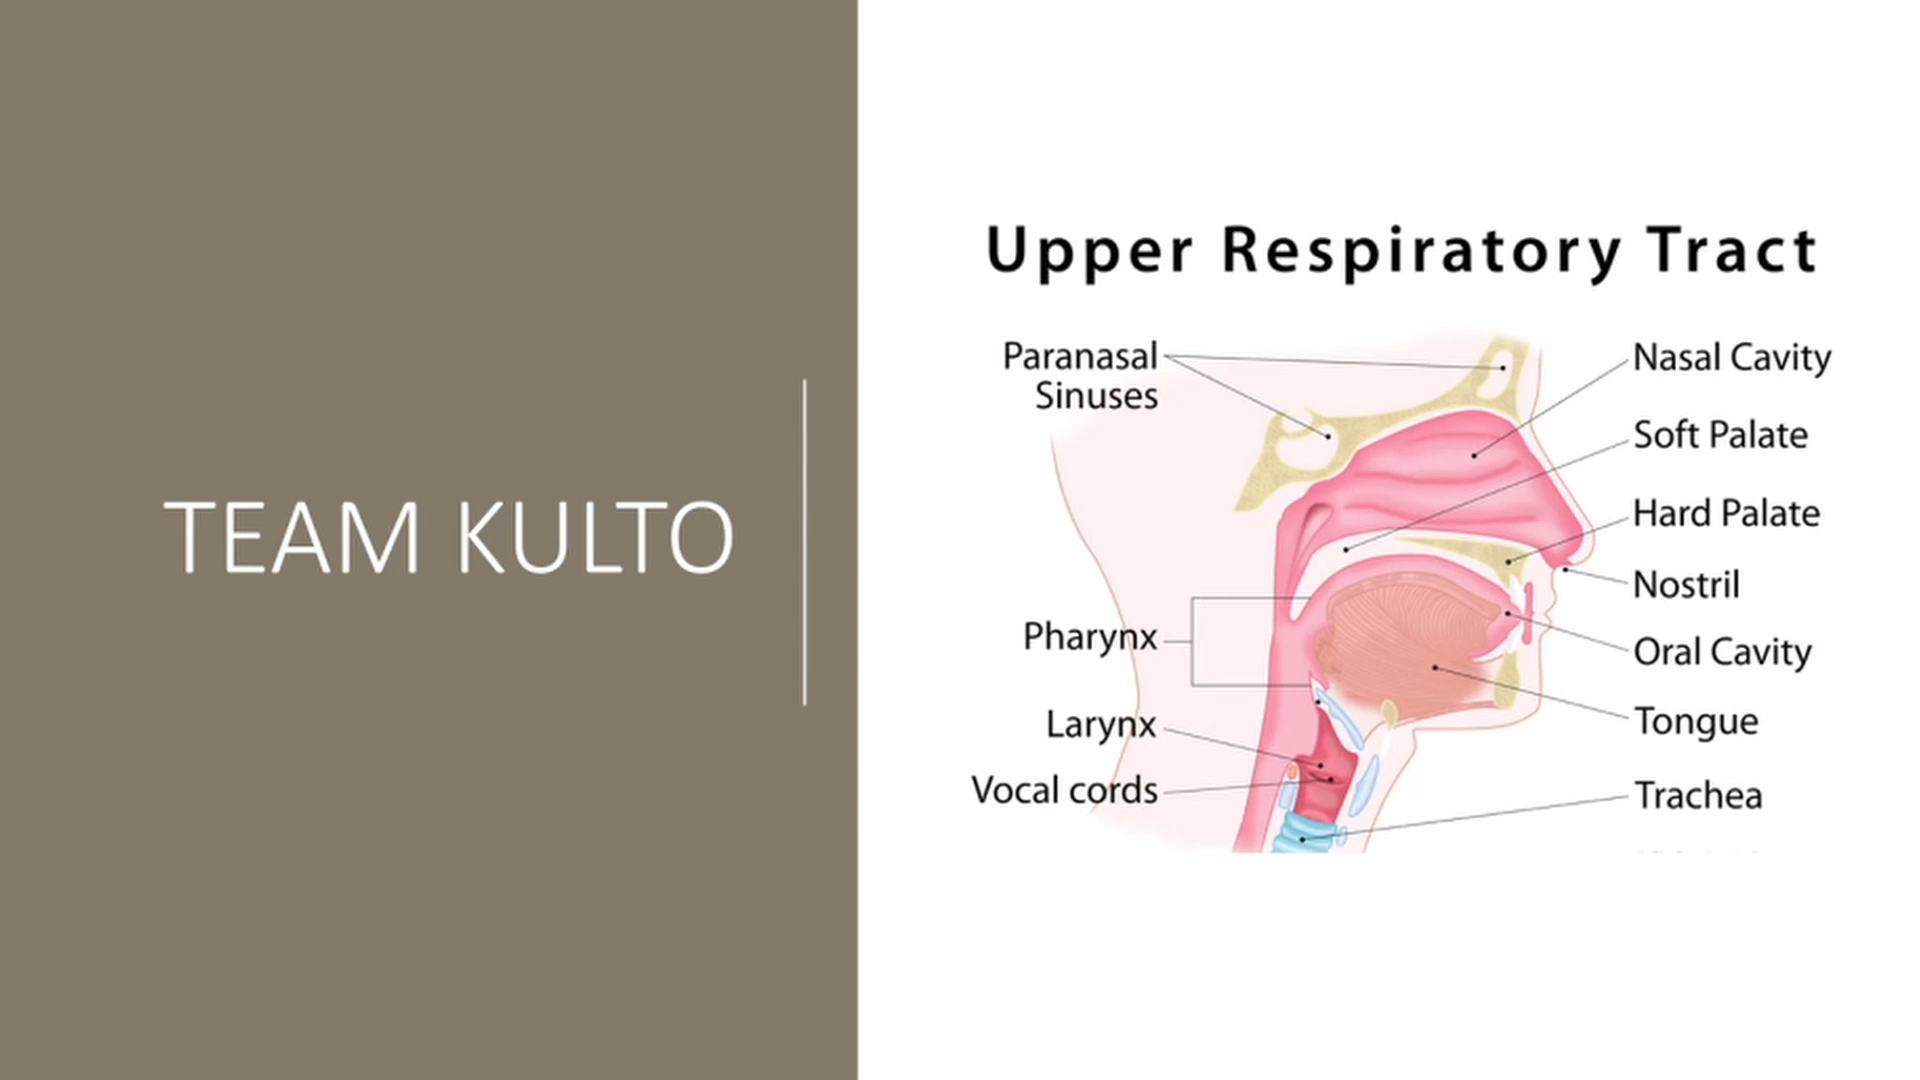 TEAM KULTO
Upper Respiratory Tract
Paranasal
Sinuses
Pharynx
Larynx
Vocal cords
Nasal Cavity
Soft Palate
Hard Palate
Nostril
Oral Cavity
Tongue
Trachea